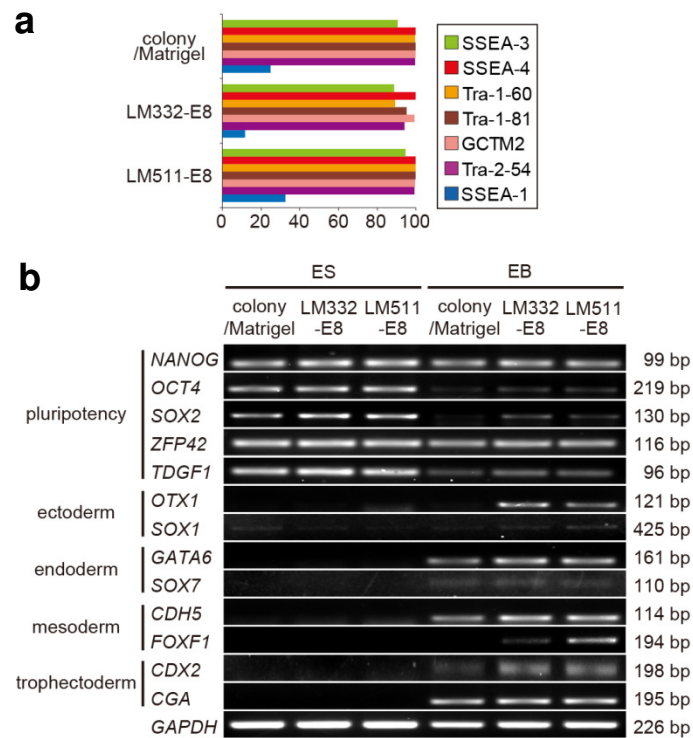 a
colony
/Matrigel
LM332-E8
LM511-E8
0 20 40 60 80 100
SSEA-3
SSEA-4
Tra-1-60
Tra-1-81
GCTM2
Tra-2-54
SSEA-1
b
ES EB
colony
/Matrigel
LM332
-E8
LM511
-E8
colony
/Matrigel
LM332
-E8
LM511
-E8
pluripotency
NANOG 99 bp
OCT4 219 bp
SOX2 130 bp
ZFP42 116 bp
TDGF1 96 bp
ectoderm
OTX1 121 bp
SOX1 425 bp
endoderm
GATA6 161 bp
SOX7 110 bp
mesoderm
CDH5 114 bp
FOXF1 194 bp
trophectoderm
CDX2 198 bp
CGA 195 bp
GAPDH 226 bp